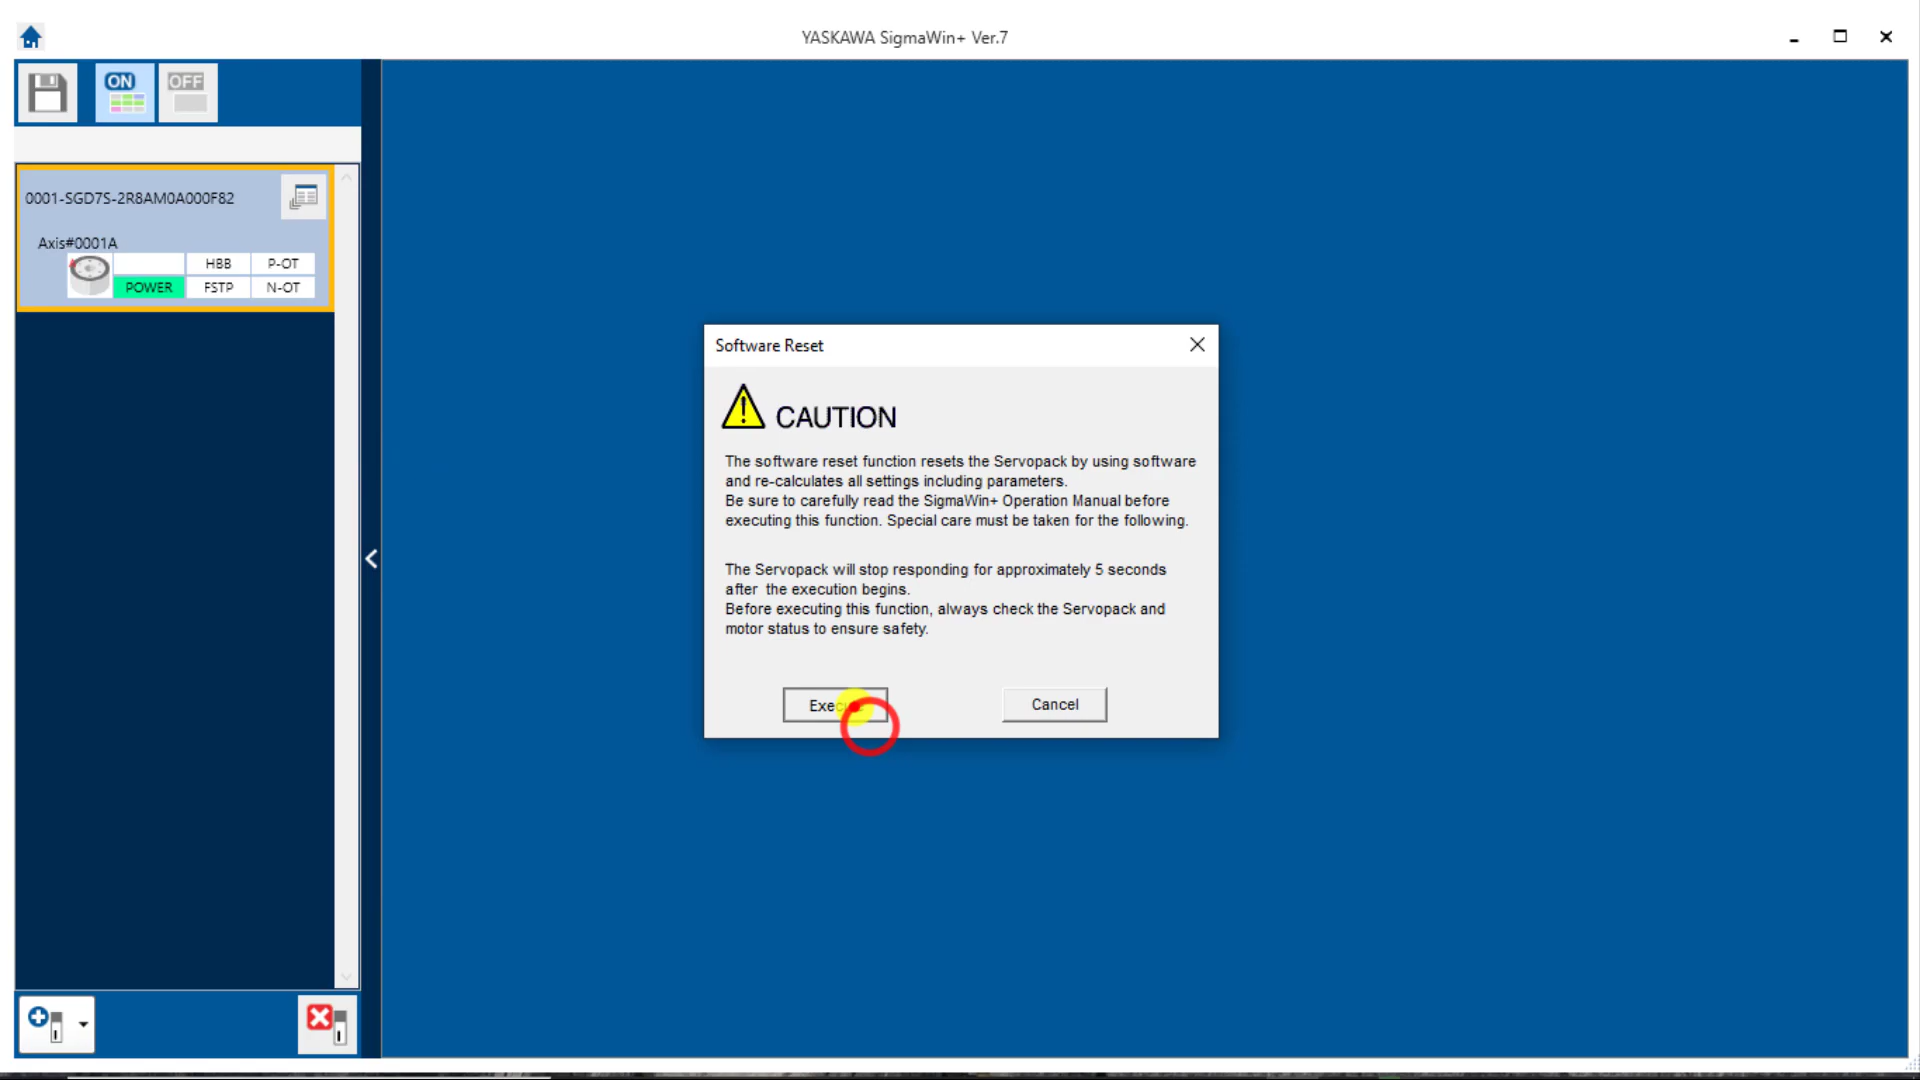 YASKAWA SigmaWin+ Ver.7
ON
OFF
0001-SGD7S-2R8AM0A000F82
Axis#0001A
HBB P-OT
POWER FSTP N-OT
Software Reset
CAUTION
The software reset function resets the Servopack by using software
and re-calculates all settings including parameters.
Be sure to carefully read the SigmaWin+ Operation Manual before
executing this function. Special care must be taken for the following.
The Servopack will stop responding for approximately 5 seconds
after the execution begins.
Before executing this function, always check the Servopack and
motor status to ensure safety.
Execute
Cancel